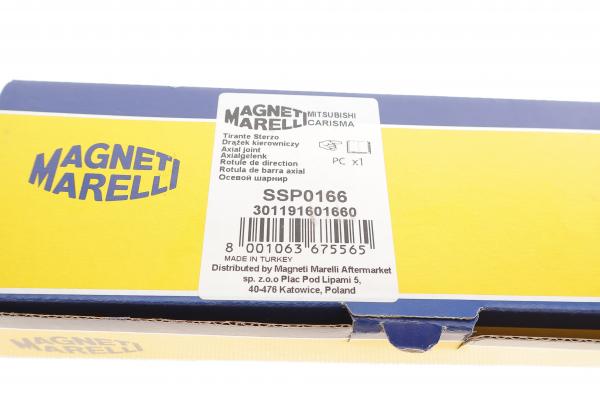 MAGNETI
MARELLI
MAGNETI
MARELLI
MITSUBISHI
CARISMA
Tirante Sterzo
Drążek kierowniczy
Axial joint
Axialgelenk
Rotule de direction
Rotula de barra axial
Осевой шарнир
PC x1
SSP0166
301191601660
8 001063 675565
MADE IN TURKEY
Distributed by Magneti Marelli Aftermarket
sp. z.o.o Plac Pod Lipami 5,
40-476 Katowice, Poland
MAGNETI
MARELLI